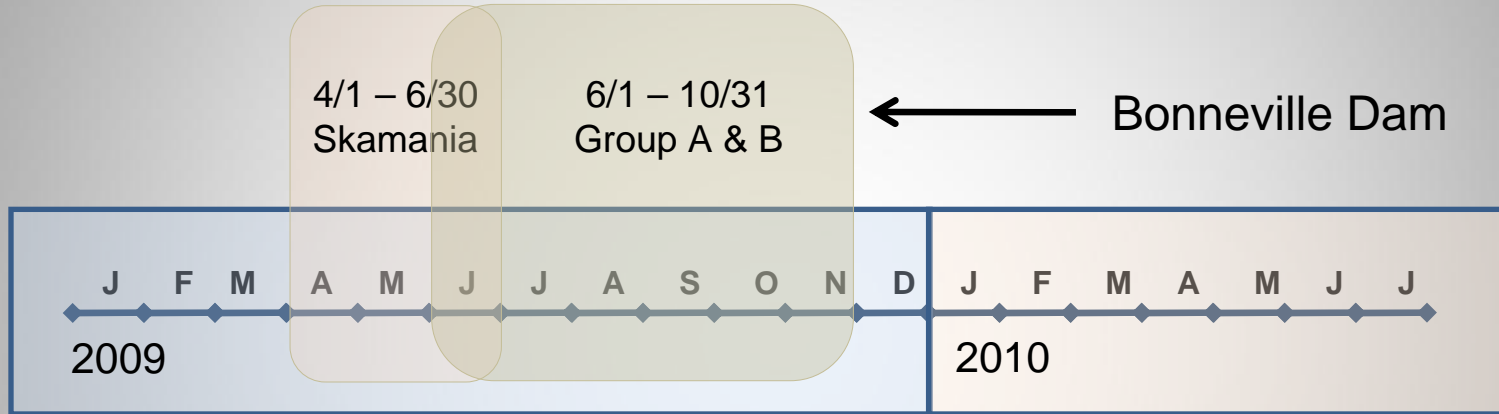 4/1 – 6/30
Skamania
6/1 – 10/31
Group A & B
Bonneville Dam
J F M A M J J A S O N D J F M A M J J
2009
2010